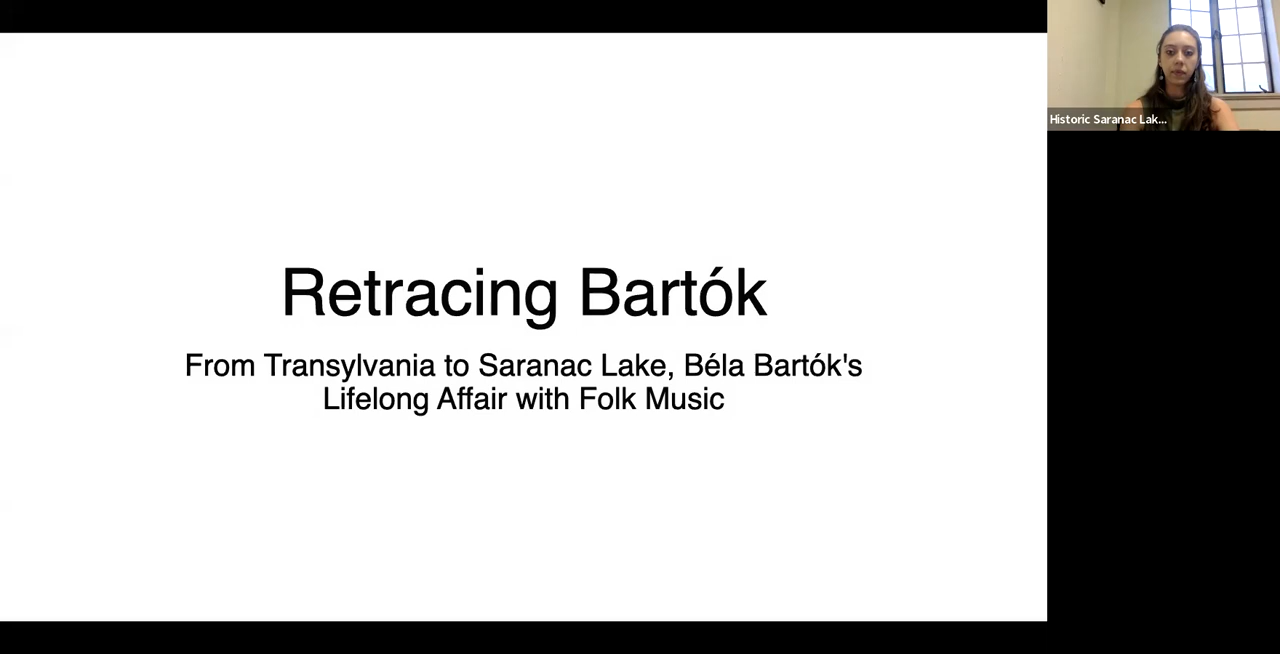 Retracing Bartók
From Transylvania to Saranac Lake, Béla Bartók's
Lifelong Affair with Folk Music
Historic Saranac Lak...